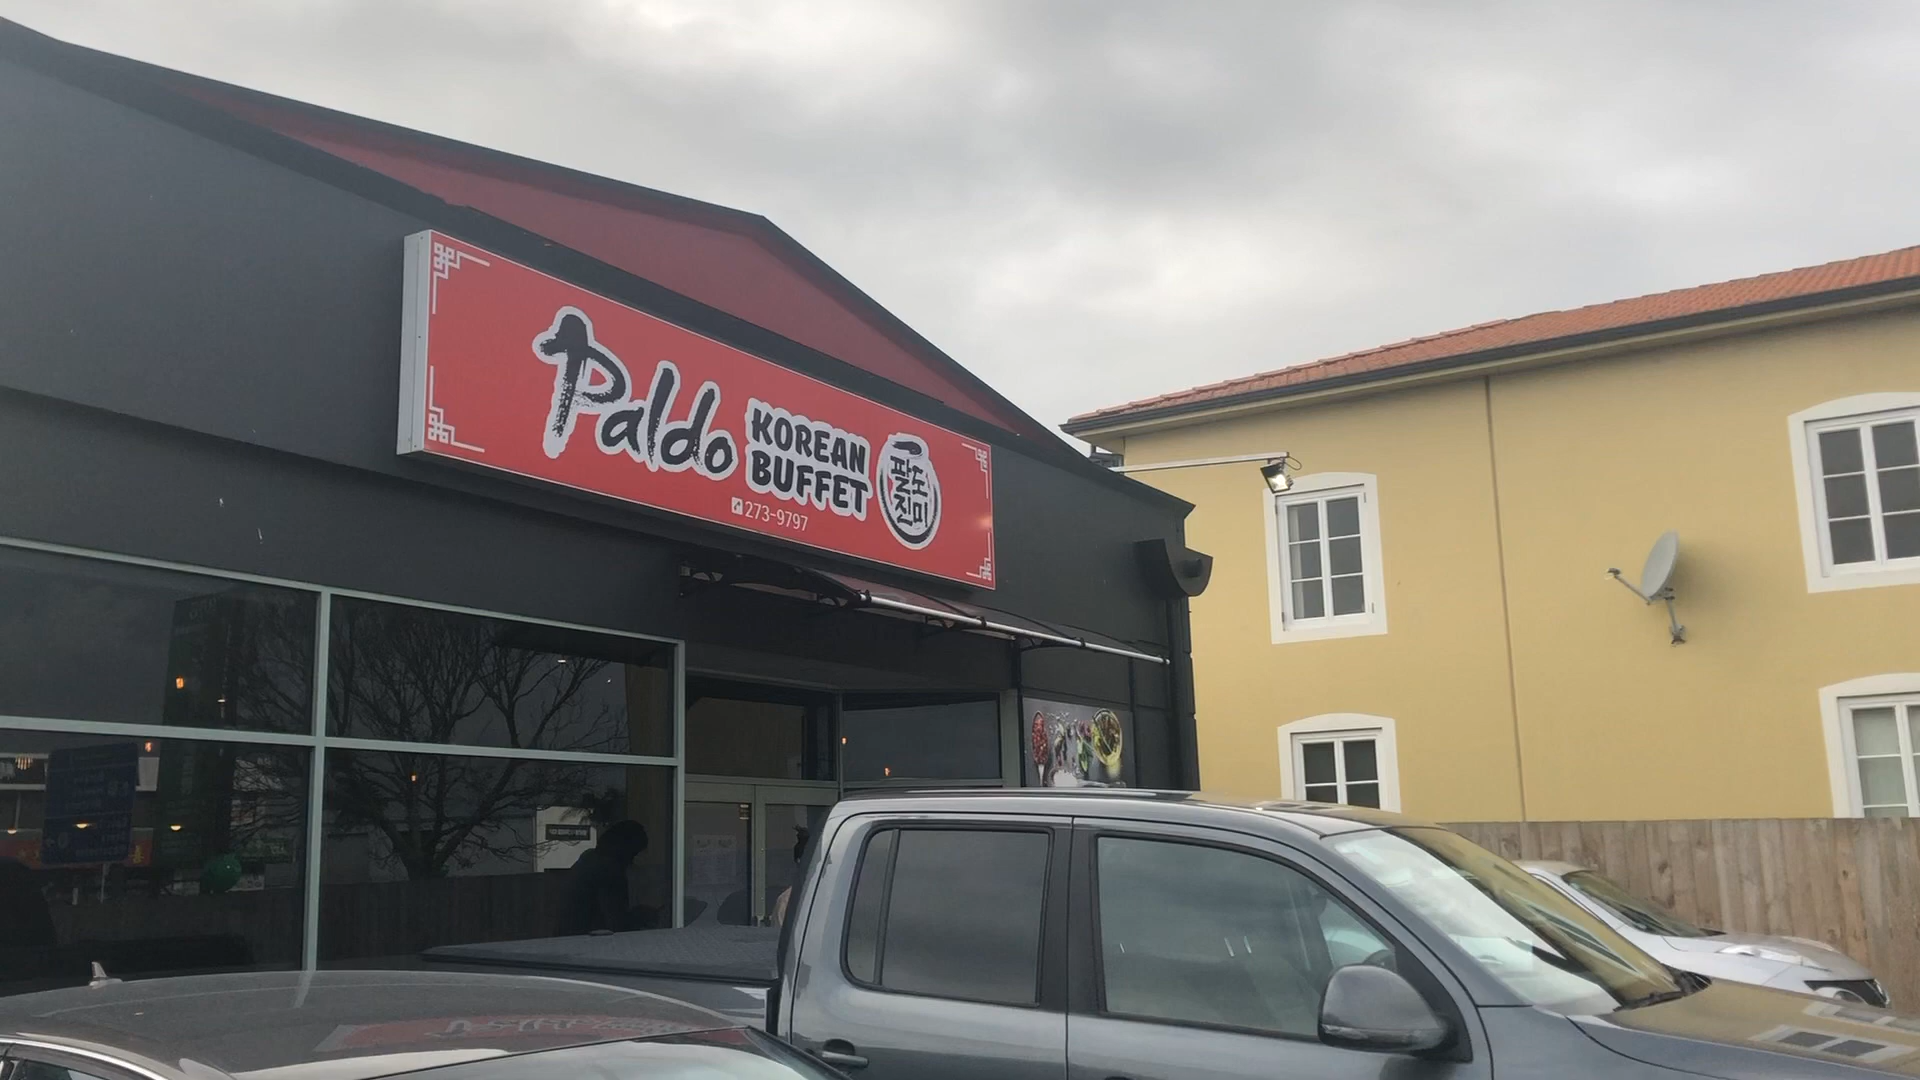 Paldo
KOREAN
BUFFET
273-9797
팔도
진미